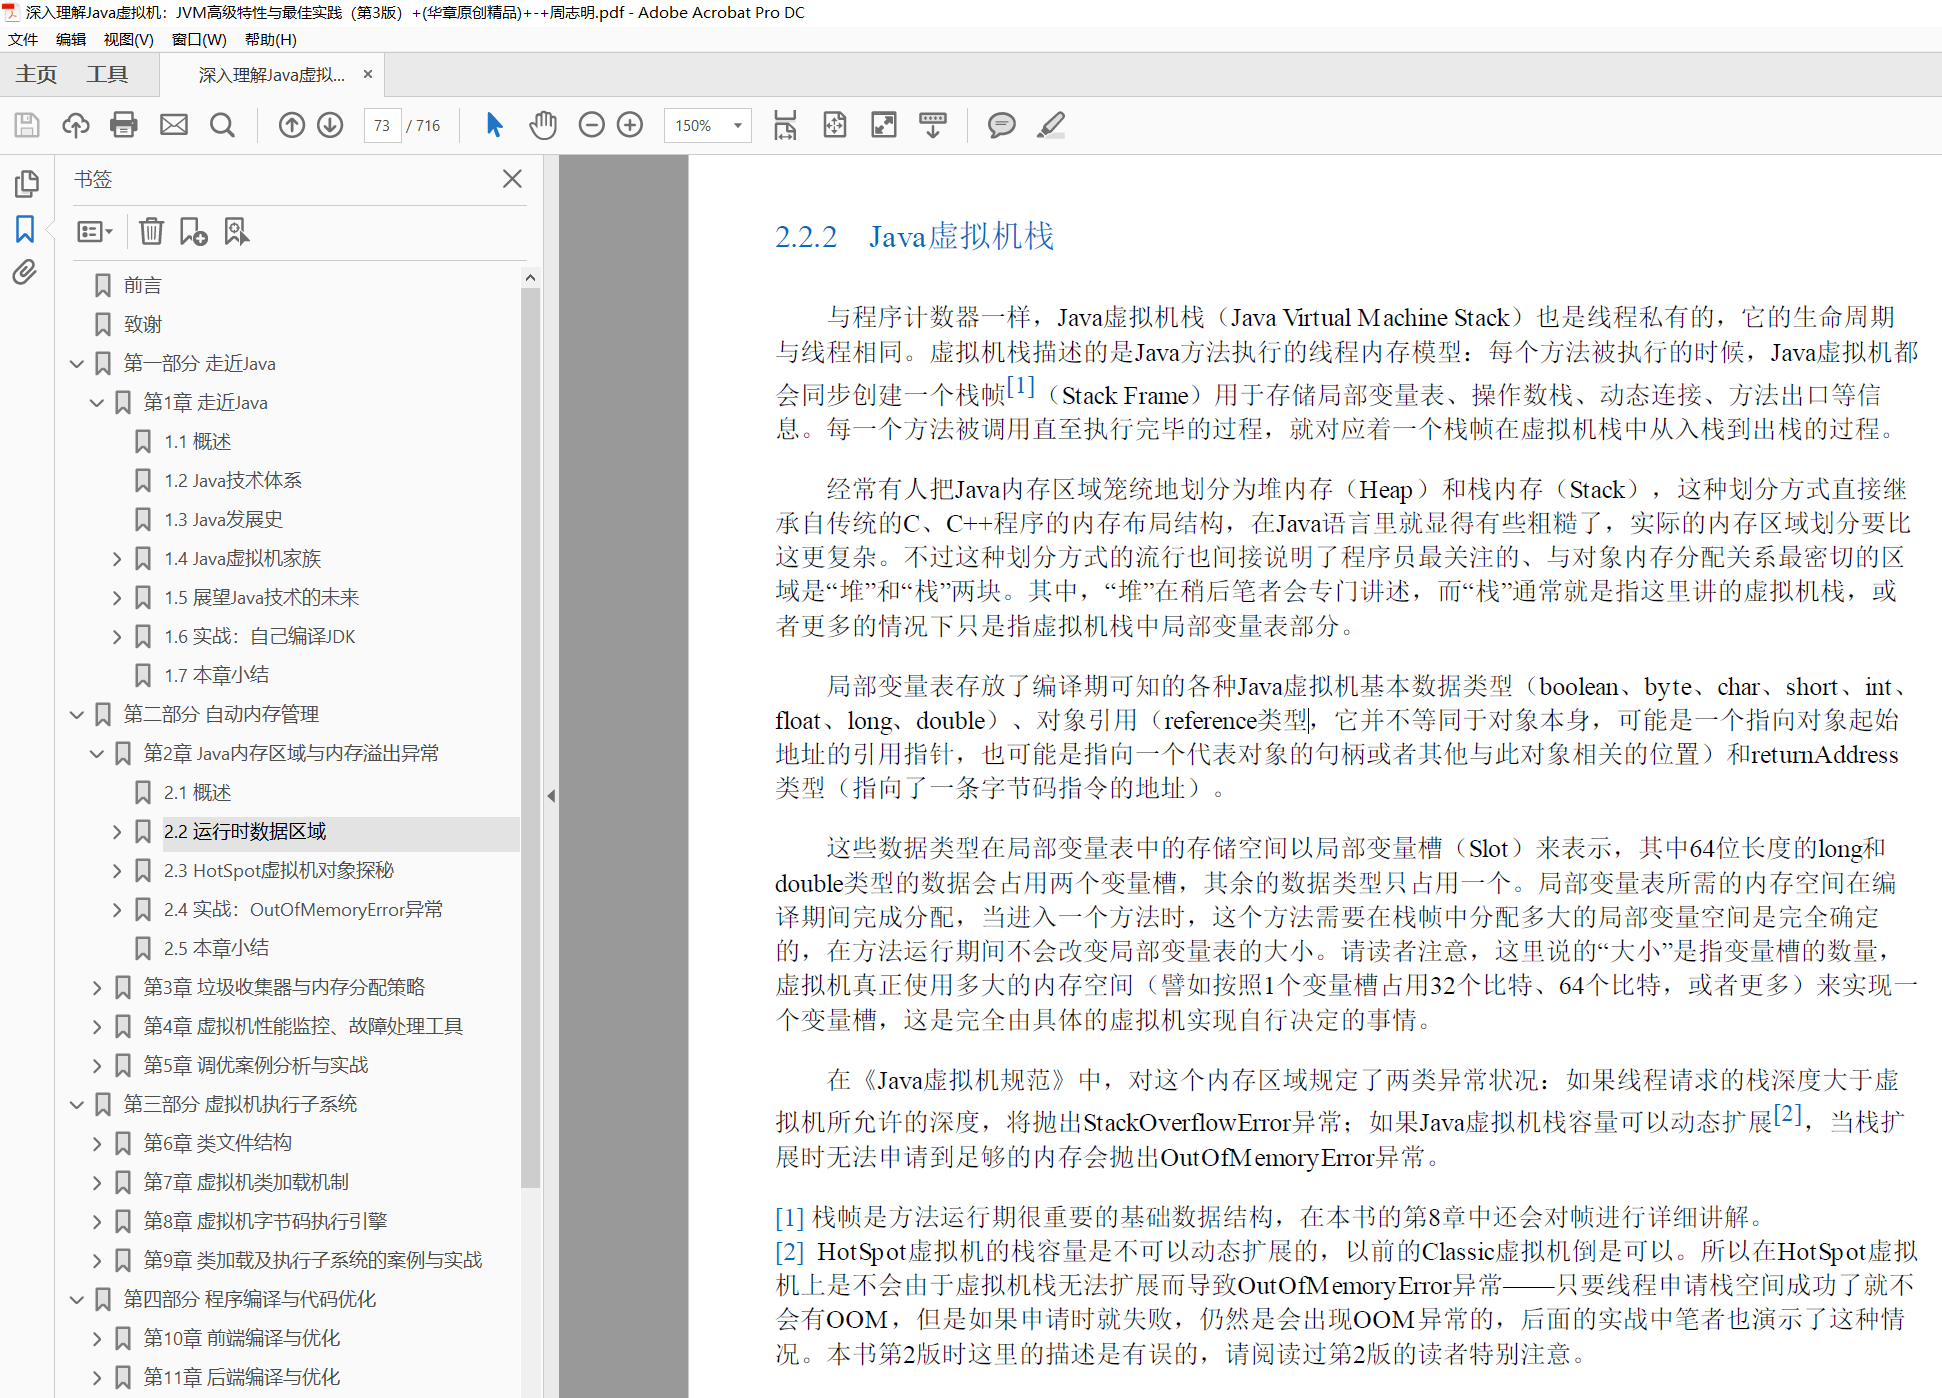 深入理解Java虚拟机：JVM高级特性与最佳实践（第3版）+(华章原创精品)+-+周志明.pdf - Adobe Acrobat Pro DC
文件 编辑 视图(V) 窗口(W) 帮助(H)
主页 工具 深入理解Java虚拟... ×
73 / 716 150%
书签
前言
致谢
第一部分 走近Java
第1章 走近Java
1.1 概述
1.2 Java技术体系
1.3 Java发展史
1.4 Java虚拟机家族
1.5 展望Java技术的未来
1.6 实战：自己编译JDK
1.7 本章小结
第二部分 自动内存管理
第2章 Java内存区域与内存溢出异常
2.1 概述
2.2 运行时数据区域
2.3 HotSpot虚拟机对象探秘
2.4 实战：OutOfMemoryError异常
2.5 本章小结
第3章 垃圾收集器与内存分配策略
第4章 虚拟机性能监控、故障处理工具
第5章 调优案例分析与实战
第三部分 虚拟机执行子系统
第6章 类文件结构
第7章 虚拟机类加载机制
第8章 虚拟机字节码执行引擎
第9章 类加载及执行子系统的案例与实战
第四部分 程序编译与代码优化
第10章 前端编译与优化
第11章 后端编译与优化
2.2.2 Java虚拟机栈
与程序计数器一样，Java虚拟机栈（Java Virtual Machine Stack）也是线程私有的，它的生命周期
与线程相同。虚拟机栈描述的是Java方法执行的线程内存模型：每个方法被执行的时候，Java虚拟机都
会同步创建一个栈帧[1]（Stack Frame）用于存储局部变量表、操作数栈、动态连接、方法出口等信
息。每一个方法被调用直至执行完毕的过程，就对应着一个栈帧在虚拟机栈中从入栈到出栈的过程。
经常有人把Java内存区域笼统地划分为堆内存（Heap）和栈内存（Stack），这种划分方式直接继
承自传统的C、C++程序的内存布局结构，在Java语言里就显得有些粗糙了，实际的内存区域划分要比
这更复杂。不过这种划分方式的流行也间接说明了程序员最关注的、与对象内存分配关系最密切的区
域是“堆”和“栈”两块。其中，“堆”在稍后笔者会专门讲述，而“栈”通常就是指这里讲的虚拟机栈，或
者更多的情况下只是指虚拟机栈中局部变量表部分。
局部变量表存放了编译期可知的各种Java虚拟机基本数据类型（boolean、byte、char、short、int、
float、long、double）、对象引用（reference类型，它并不等同于对象本身，可能是一个指向对象起始
地址的引用指针，也可能是指向一个代表对象的句柄或者其他与此对象相关的位置）和returnAddress
类型（指向了一条字节码指令的地址）。
这些数据类型在局部变量表中的存储空间以局部变量槽（Slot）来表示，其中64位长度的long和
double类型的数据会占用两个变量槽，其余的数据类型只占用一个。局部变量表所需的内存空间在编
译期间完成分配，当进入一个方法时，这个方法需要在栈帧中分配多大的局部变量空间是完全确定
的，在方法运行期间不会改变局部变量表的大小。请读者注意，这里说的“大小”是指变量槽的数量，
虚拟机真正使用多大的内存空间（譬如按照1个变量槽占用32个比特、64个比特，或者更多）来实现一
个变量槽，这是完全由具体的虚拟机实现自行决定的事情。
在《Java虚拟机规范》中，对这个内存区域规定了两类异常状况：如果线程请求的栈深度大于虚
拟机所允许的深度，将抛出StackOverflowError异常；如果Java虚拟机栈容量可以动态扩展[2]，当栈扩
展时无法申请到足够的内存会抛出OutOfMemoryError异常。
[1] 栈帧是方法运行期很重要的基础数据结构，在本书的第8章中还会对帧进行详细讲解。
[2] HotSpot虚拟机的栈容量是不可以动态扩展的，以前的Classic虚拟机倒是可以。所以在HotSpot虚拟
机上是不会由于虚拟机栈无法扩展而导致OutOfMemoryError异常——只要线程申请栈空间成功了就不
会有OOM，但是如果申请时就失败，仍然是会出现OOM异常的，后面的实战中笔者也演示了这种情
况。本书第2版时这里的描述是有误的，请阅读过第2版的读者特别注意。